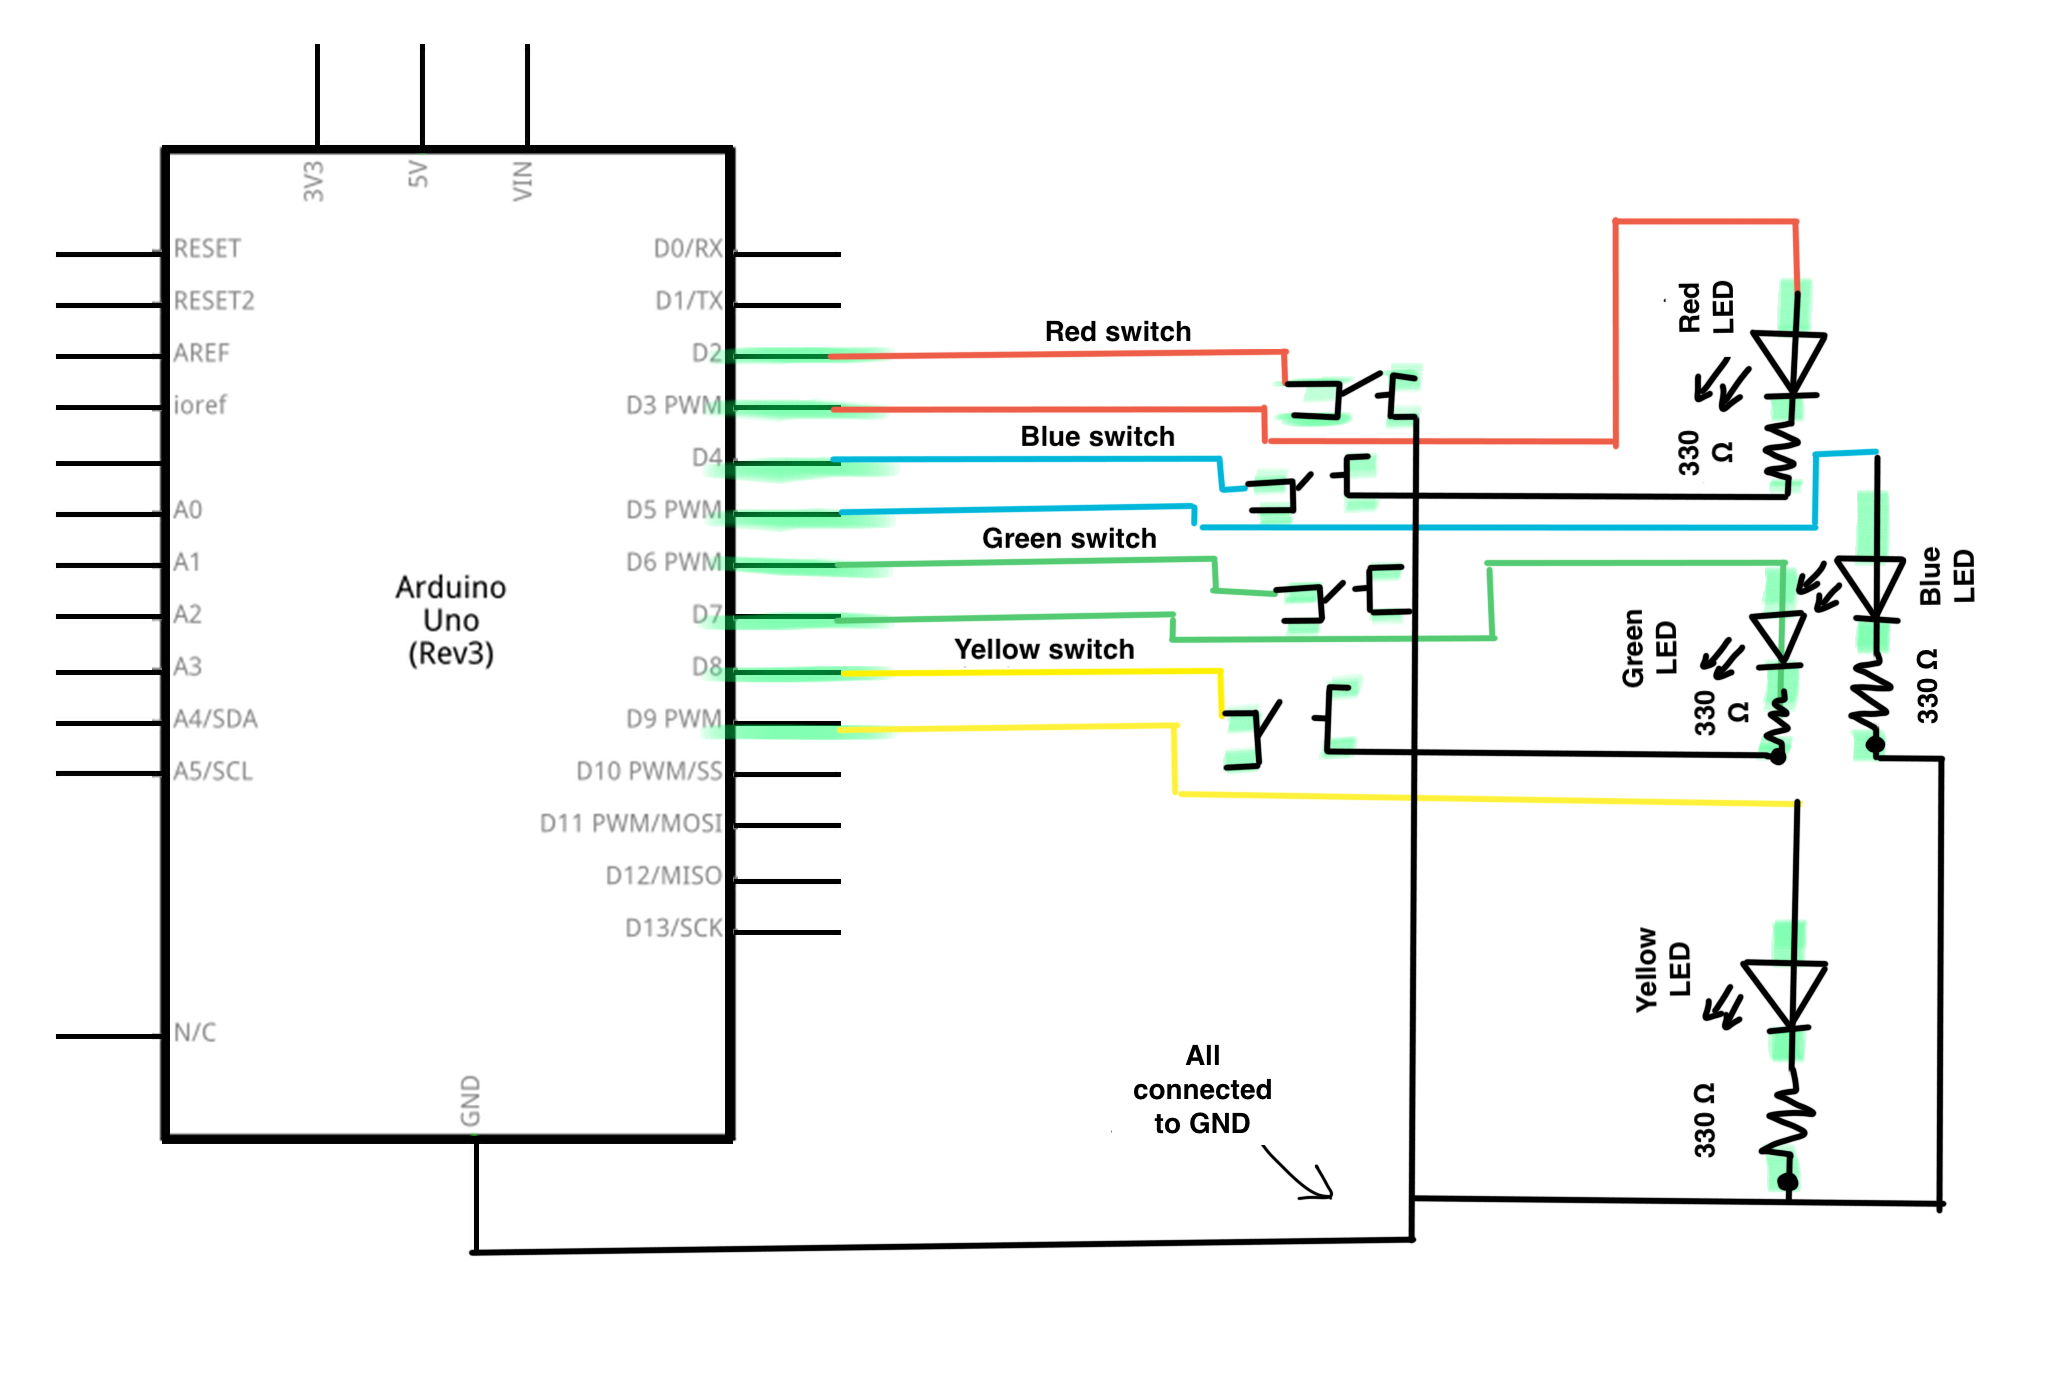 3V3
5V
VIN
RESET
RESET2
AREF
ioref
A0
A1
A2
A3
A4/SDA
A5/SCL
N/C
Arduino
Uno
(Rev3)
GND
D0/RX
D1/TX
D2
D3 PWM
D4
D5 PWM
D6 PWM
D7
D8
D9 PWM
D10 PWM/SS
D11 PWM/MOSI
D12/MISO
D13/SCK
Red switch
Blue switch
Green switch
Yellow switch
All
connected
to GND
Red
LED
330
Ω
Blue
LED
330 Ω
Green
LED
330
Ω
Yellow
LED
330 Ω